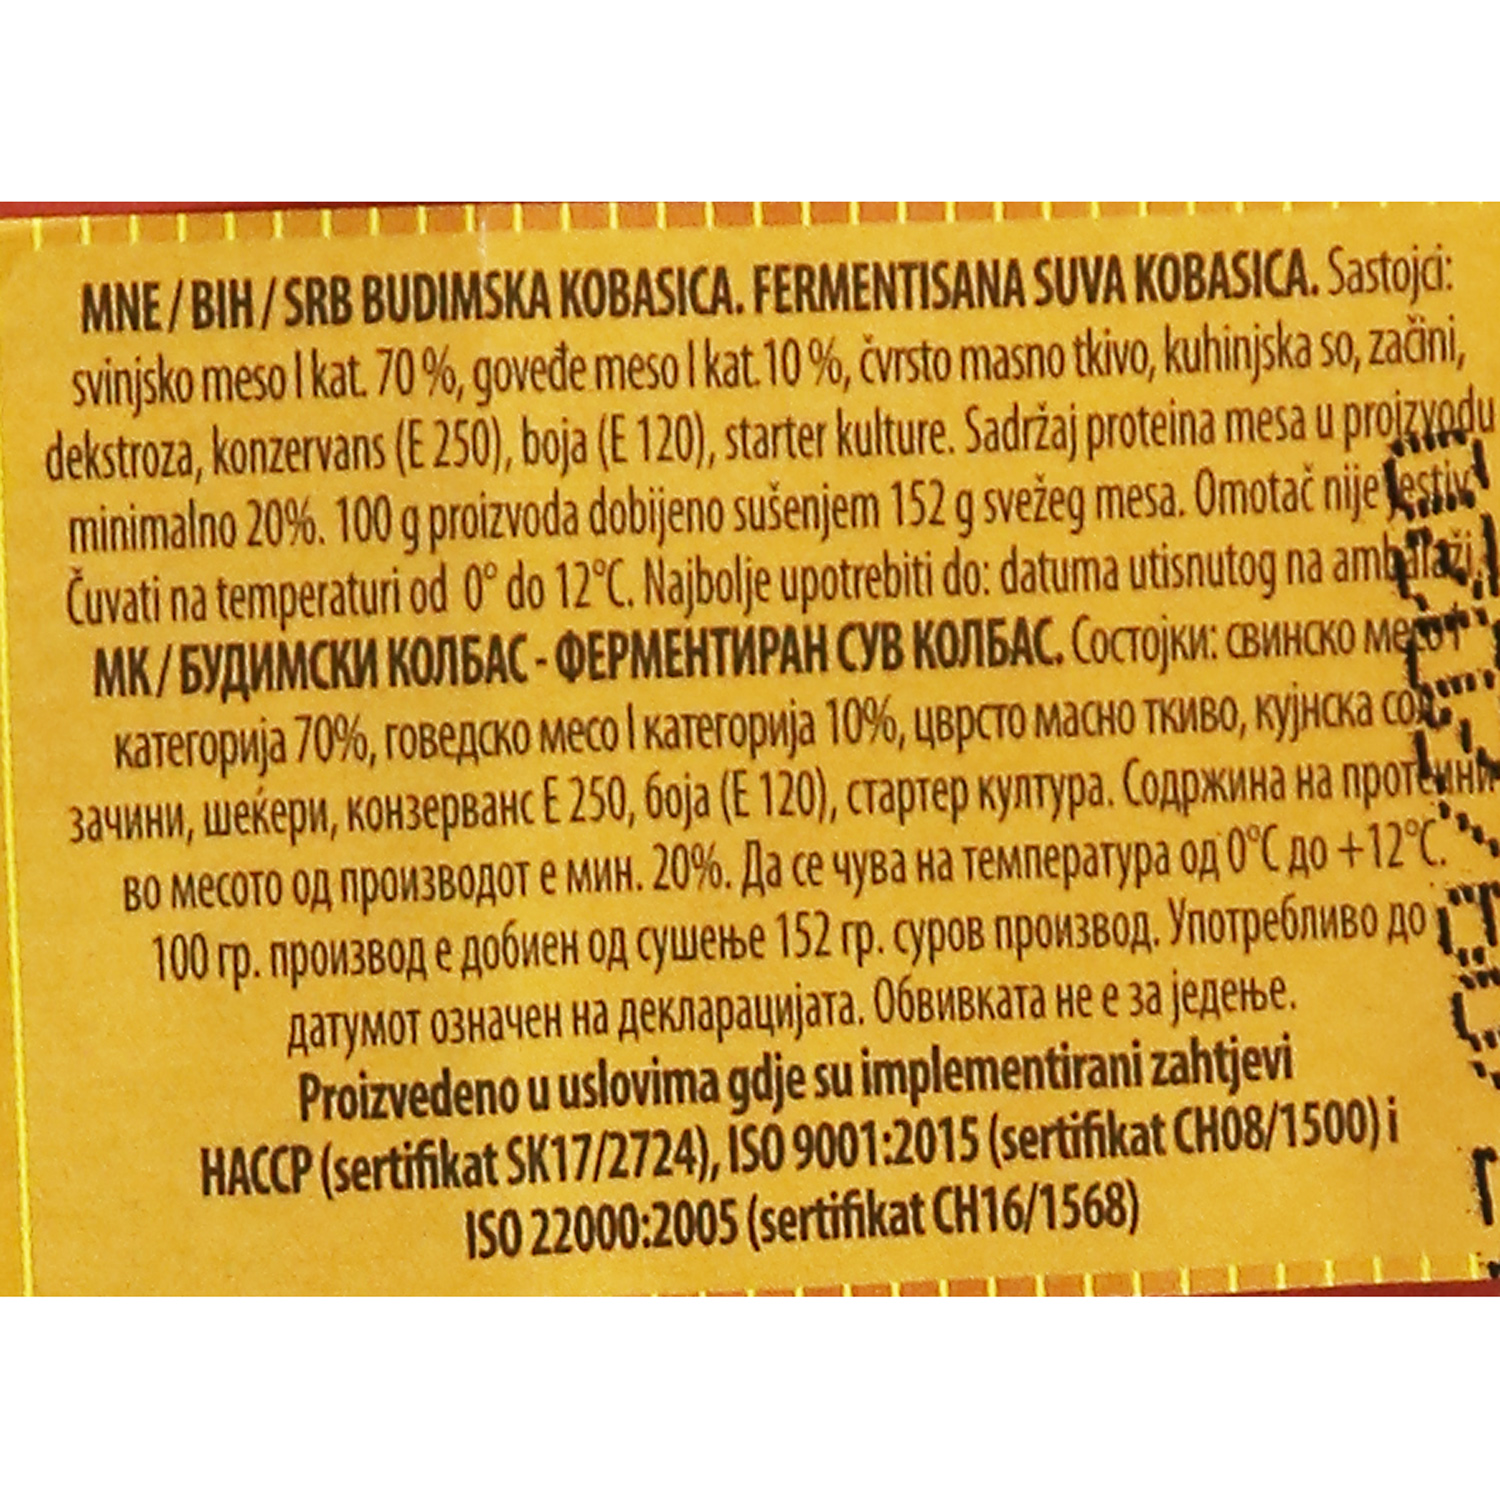 MNE / BIH / SRB BUDIMSKA KOBASICA. FERMENTISANA SUVA KOBASICA. Sastojci:
svinjsko meso I kat. 70 %, goveđe meso I kat.10 %, čvrsto masno tkivo, kuhinjska so, začini,
dekstroza, konzervans (E 250), boja (E 120), starter kulture. Sadržaj proteina mesa u proizvodu
minimalno 20%. 100 g proizvoda dobijeno sušenjem 152 g svežeg mesa. Omotač nije jestiv.
Čuvati na temperaturi od 0° do 12°C. Najbolje upotrebiti do: datuma utisnutog na ambalaži.
МК / БУДИМСКИ КОЛБАС - ФЕРМЕНТИРАН СУВ КОЛБАС. Состојки: свинско месо I
категорија 70%, говедско месо I категорија 10%, цврсто масно ткиво, кујнска сол,
зачини, шеќери, конзерванс Е 250, боја (Е 120), стартер култура. Содржина на протеини
во месото од производот е мин. 20%. Да се чува на температура од 0°C до +12°C.
100 гр. производ е добиен од сушење 152 гр. суров производ. Употребливо до
датумот означен на декларацијата. Обвивката не е за јадење.
Proizvedeno u uslovima gdje su implementirani zahtjevi
HACCP (sertifikat SK17/2724), ISO 9001:2015 (sertifikat CH08/1500) i
ISO 22000:2005 (sertifikat CH16/1568)